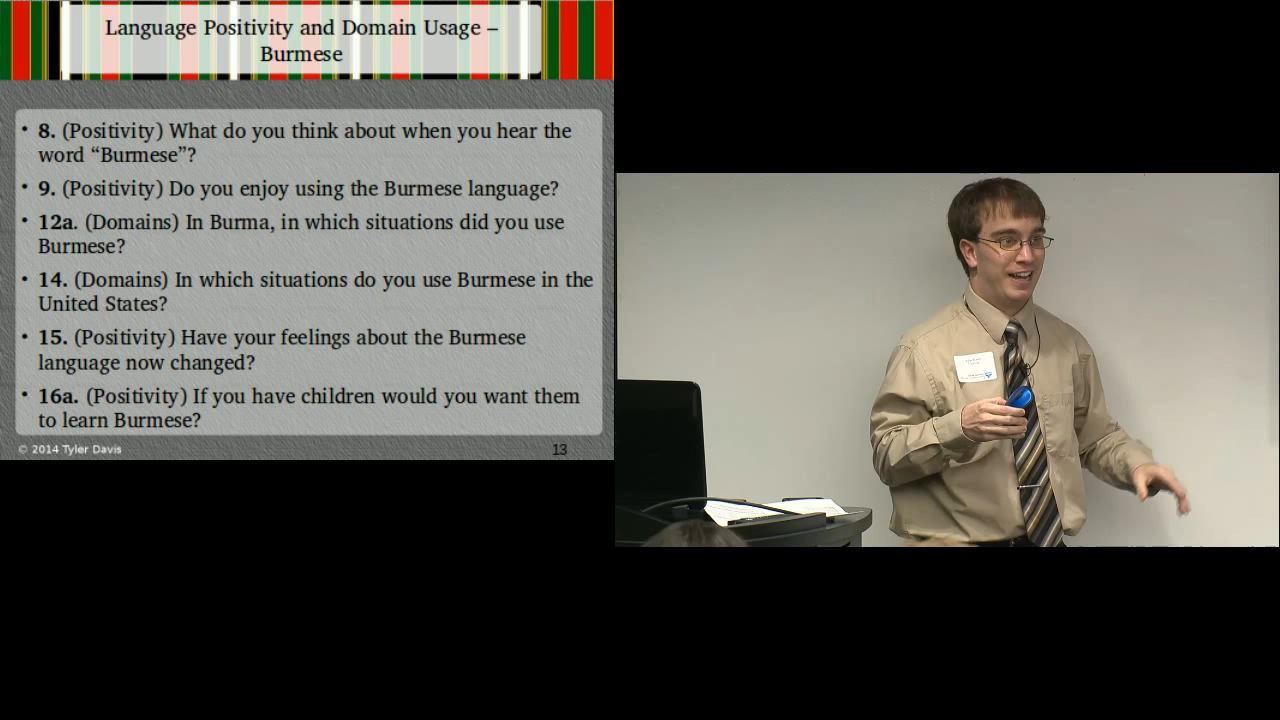 Language Positivity and Domain Usage –
Burmese
• 8. (Positivity) What do you think about when you hear the
word “Burmese”?
• 9. (Positivity) Do you enjoy using the Burmese language?
• 12a. (Domains) In Burma, in which situations did you use
Burmese?
• 14. (Domains) In which situations do you use Burmese in the
United States?
• 15. (Positivity) Have your feelings about the Burmese
language now changed?
• 16a. (Positivity) If you have children would you want them
to learn Burmese?
© 2014 Tyler Davis
13